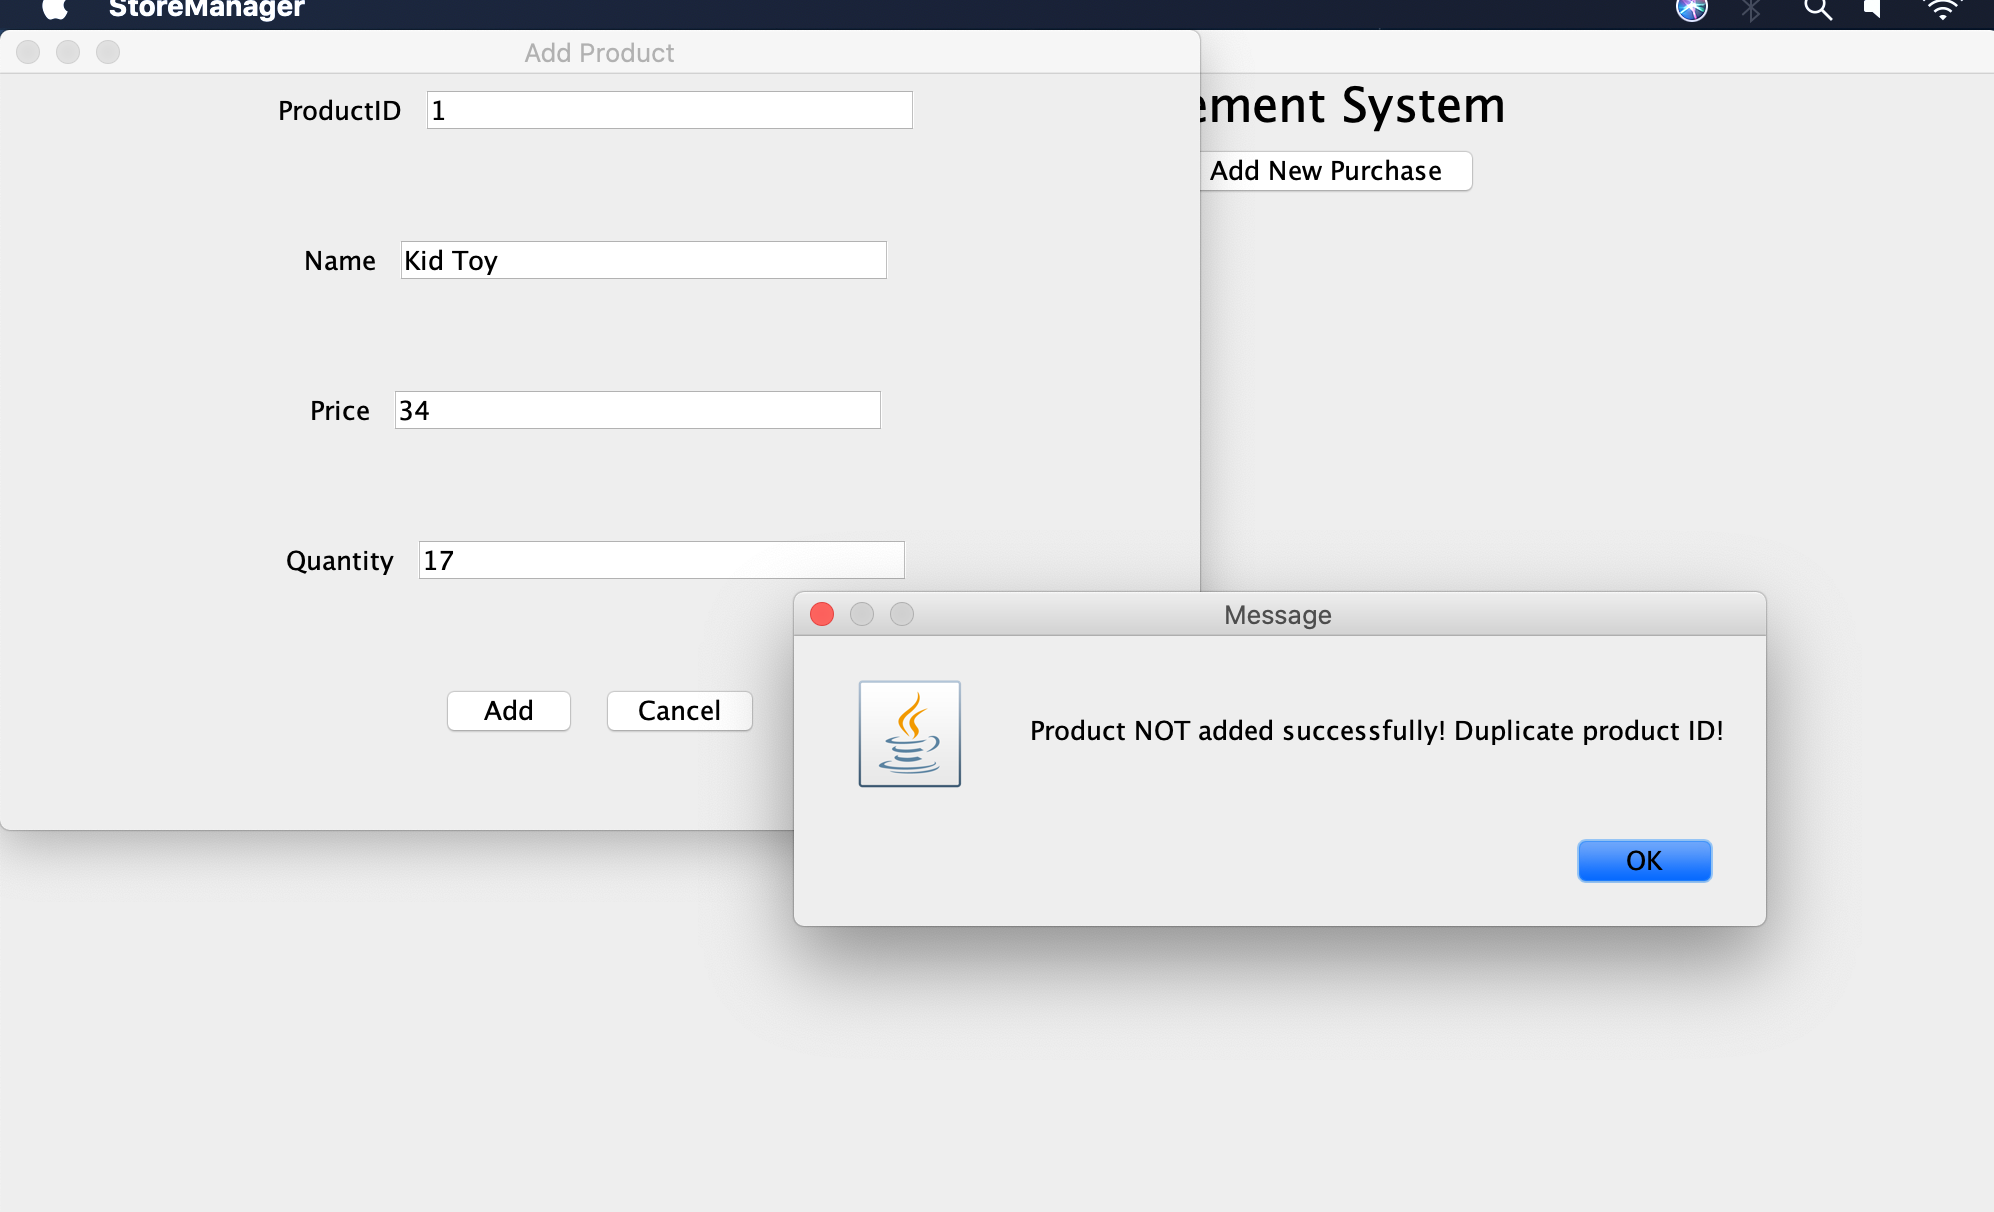 StoreManager
Add Product
ProductID 1
ement System
Add New Purchase
Name Kid Toy
Price 34
Quantity 17
Message
Add Cancel
Product NOT added successfully! Duplicate product ID!
OK